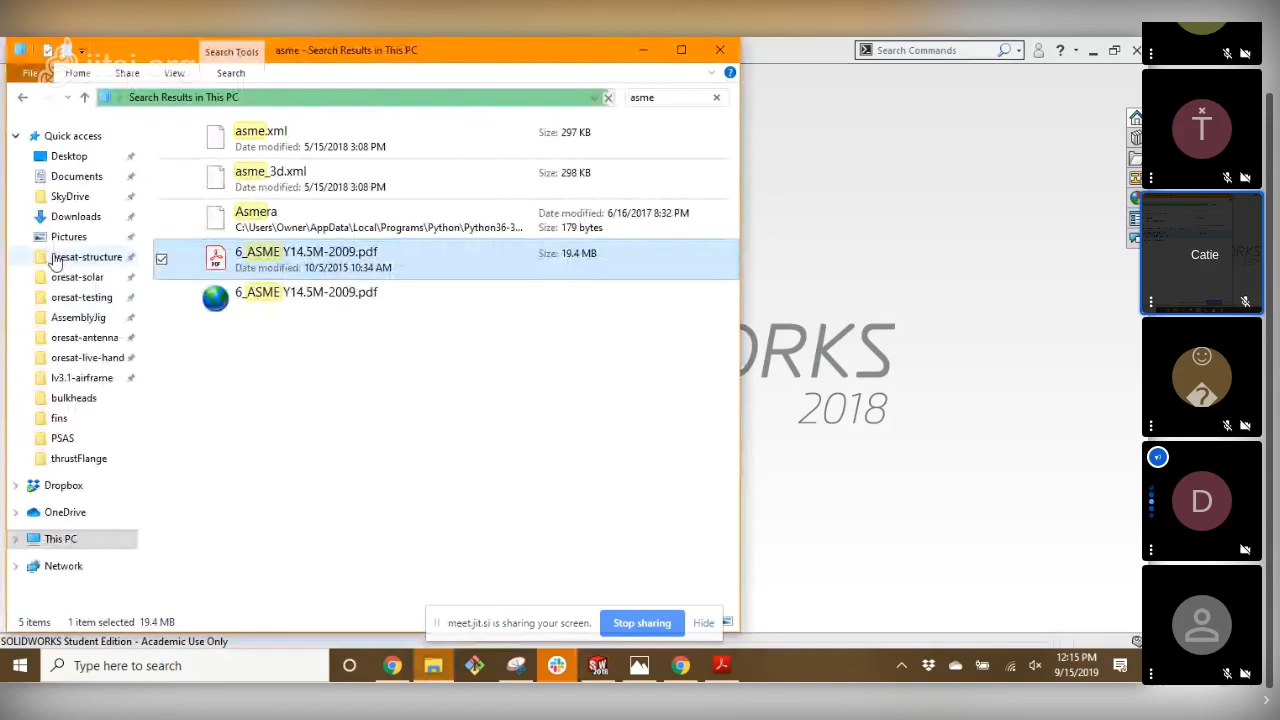 Search Tools
asme - Search Results in This PC
Search Commands
jitsi.org
File
Home
Share
View
Search
Search Results in This PC
asme
Quick access
Desktop
Documents
SkyDrive
Downloads
Pictures
oresat-solar
oresat-testing
AssemblyJig
oresat-antenna
oresat-live-hand
lv3.1-airframe
bulkheads
fins
PSAS
thrustFlange
Dropbox
OneDrive
This PC
Network
asme.xml
Size: 297 KB
Date modified: 5/15/2018 3:08 PM
asme_3d.xml
Size: 298 KB
Date modified: 5/15/2018 3:08 PM
Asmera
Date modified: 6/16/2017 8:32 PM
C:\Users\Owner\AppData\Local\Programs\Python\Python36-3...
Size: 179 bytes
6_ASME Y14.5M-2009.pdf
Size: 19.4 MB
Date modified: 10/5/2015 10:34 AM
6_ASME Y14.5M-2009.pdf
ORKS
2018
5 items
1 item selected 19.4 MB
meet.jit.si is sharing your screen.
Stop sharing
Hide
SOLIDWORKS Student Edition - Academic Use Only
Type here to search
12:15 PM
9/15/2019
Catie
D